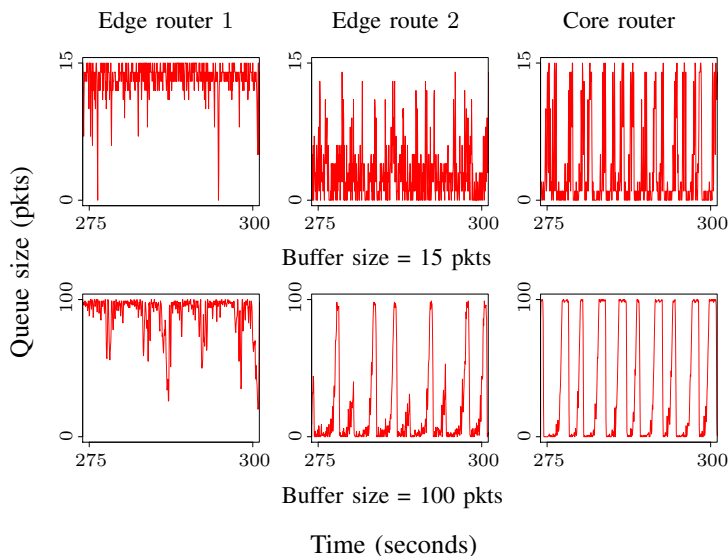 Edge router 1 Edge route 2 Core router
Queue size (pkts)
15 15 15
0 0 0
275 300 275 300 275 300
Buffer size = 15 pkts
100 100 100
0 0 0
275 300 275 300 275 300
Buffer size = 100 pkts
Time (seconds)